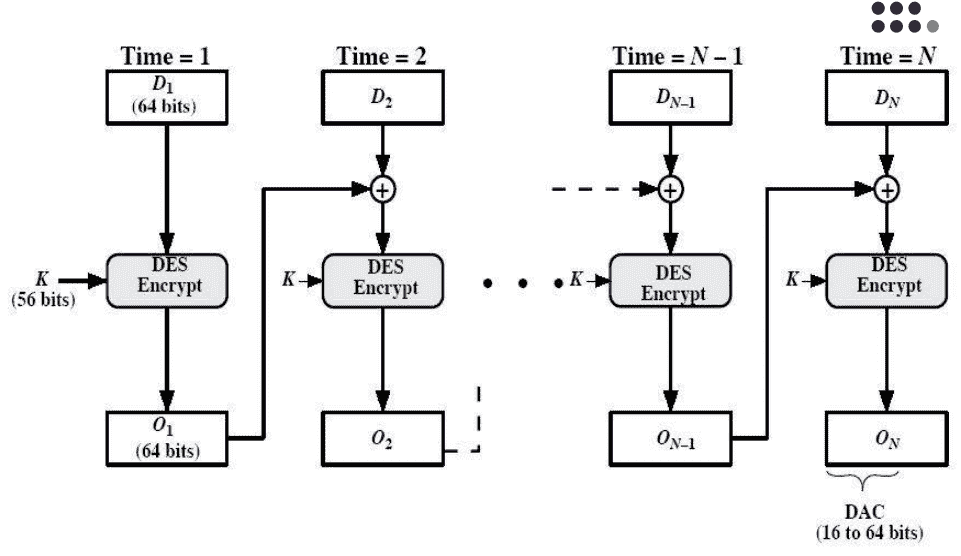 Time = 1
Time = 2
Time = N – 1
Time = N
D1
(64 bits)
D2
DN–1
DN
+
+
+
K
(56 bits)
DES
Encrypt
K
DES
Encrypt
• • •
K
DES
Encrypt
K
DES
Encrypt
O1
(64 bits)
O2
ON–1
ON
DAC
(16 to 64 bits)